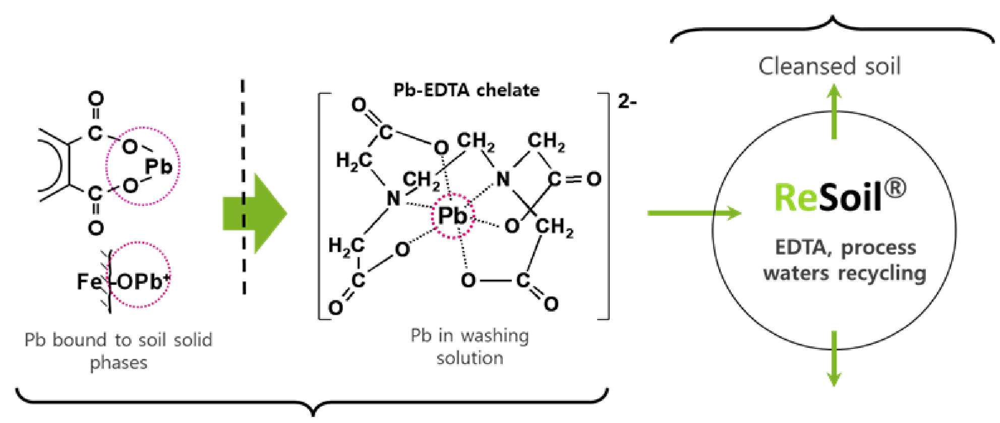 Cleansed soil
Pb-EDTA chelate
2-
O
C
O
Pb
O
C
O
Fe
OPb⁺
O
C
O
CH₂
CH₂
H₂C
CH₂
N
C=O
N
Pb
O
CH₂
H₂C
O
C
O
C
O
O
Pb bound to soil solid
phases
Pb in washing
solution
ReSoil®
EDTA, process
waters recycling